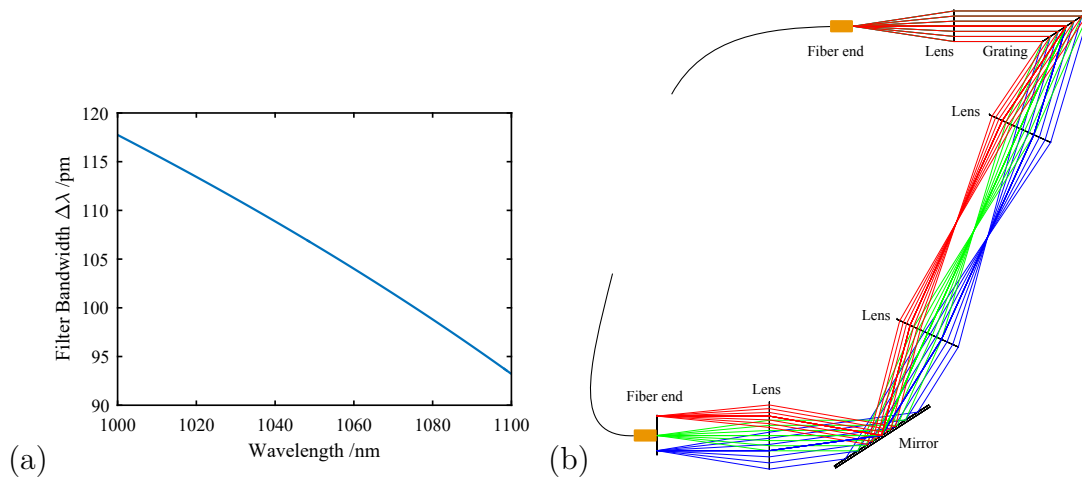 120
115
110
105
100
95
90
1000
1020
1040
1060
1080
1100
Filter Bandwidth Δλ /pm
Wavelength /nm
(a)
Fiber end
Lens
Grating
Lens
Lens
Fiber end
Lens
Mirror
(b)